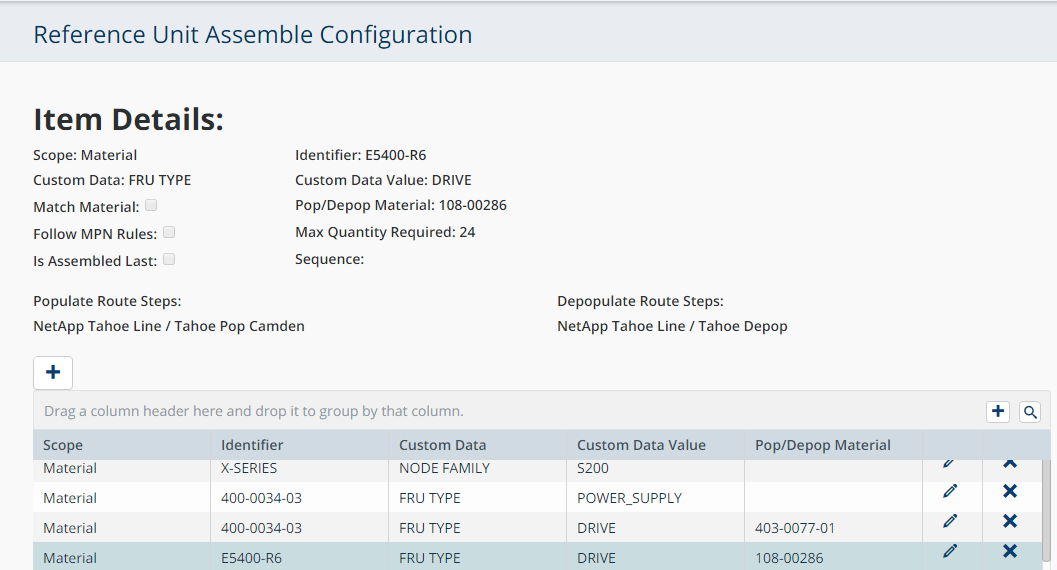 Reference Unit Assemble Configuration
Item Details:
Scope: Material Identifier: E5400-R6
Custom Data: FRU TYPE Custom Data Value: DRIVE
Match Material: Pop/Depop Material: 108-00286
Follow MPN Rules: Max Quantity Required: 24
Is Assembled Last: Sequence:
Populate Route Steps: Depopulate Route Steps:
NetApp Tahoe Line / Tahoe Pop Camden NetApp Tahoe Line / Tahoe Depop
Drag a column header here and drop it to group by that column.
Scope Identifier Custom Data Custom Data Value Pop/Depop Material
Material X-SERIES NODE FAMILY S200
Material 400-0034-03 FRU TYPE POWER_SUPPLY
Material 400-0034-03 FRU TYPE DRIVE 403-0077-01
Material E5400-R6 FRU TYPE DRIVE 108-00286